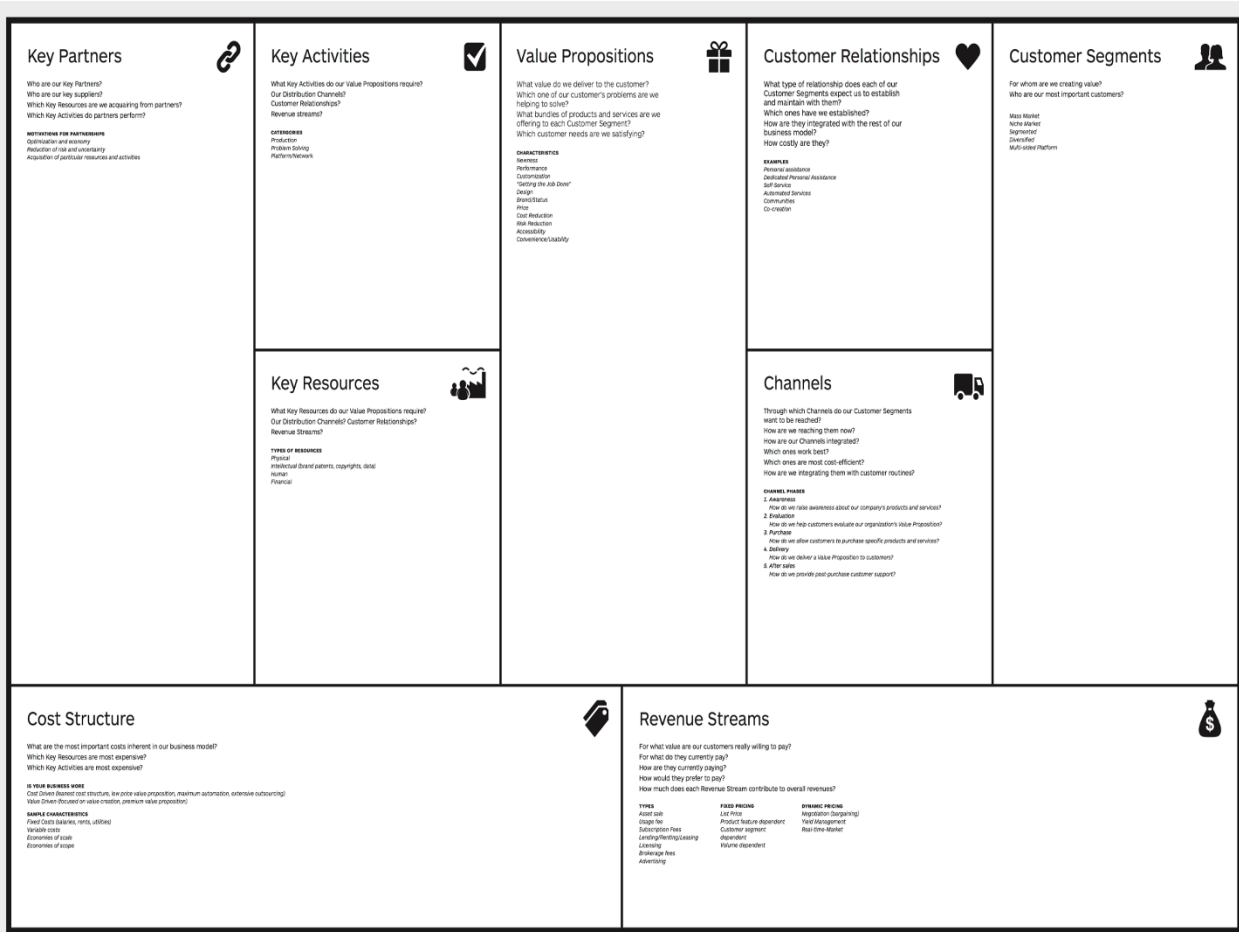 Key Partners
Who are our Key Partners?
Who are our key suppliers?
Which Key Resources are we acquiring from partners?
Which Key Activities do partners perform?
MOTIVATIONS FOR PARTNERSHIPS
Optimization and economy
Reduction of risk and uncertainty
Acquisition of particular resources and activities
Key Activities
What Key Activities do our Value Propositions require?
Our Distribution Channels?
Customer Relationships?
Revenue streams?
CATERGORIES
Production
Problem Solving
Platform/Network
Key Resources
What Key Resources do our Value Propositions require?
Our Distribution Channels? Customer Relationships?
Revenue Streams?
TYPES OF RESOURCES
Physical
Intellectual (brand patents, copyrights, data)
Human
Financial
Value Propositions
What value do we deliver to the customer?
Which one of our customer's problems are we
helping to solve?
What bundles of products and services are we
offering to each Customer Segment?
Which customer needs are we satisfying?
CHARACTERISTICS
Newness
Performance
Customization
"Getting the Job Done"
Design
Brand/Status
Price
Cost Reduction
Risk Reduction
Accessibility
Convenience/Usability
Customer Relationships
What type of relationship does each of our
Customer Segments expect us to establish
and maintain with them?
Which ones have we established?
How are they integrated with the rest of our
business model?
How costly are they?
EXAMPLES
Personal assistance
Dedicated Personal Assistance
Self-Service
Automated Services
Communities
Co-creation
Channels
Through which Channels do our Customer Segments
want to be reached?
How are we reaching them now?
How are our Channels integrated?
Which ones work best?
Which ones are most cost-efficient?
How are we integrating them with customer routines?
CHANNEL PHASES
1. Awareness
How do we raise awareness about our company's products and services?
2. Evaluation
How do we help customers evaluate our organization's Value Proposition?
3. Purchase
How do we allow customers to purchase specific products and services?
4. Delivery
How do we deliver a Value Proposition to customers?
5. After sales
How do we provide post-purchase customer support?
Customer Segments
For whom are we creating value?
Who are our most important customers?
Mass Market
Niche Market
Segmented
Diversified
Multi-sided Platform
Cost Structure
What are the most important costs inherent in our business model?
Which Key Resources are most expensive?
Which Key Activities are most expensive?
IS YOUR BUSINESS MORE
Cost Driven (leanest cost structure, low price value proposition, maximum automation, extensive outsourcing)
Value Driven (focused on value creation, premium value proposition)
SAMPLE CHARACTERISTICS
Fixed Costs (salaries, rents, utilities)
Variable costs
Economies of scale
Economies of scope
Revenue Streams
For what value are our customers really willing to pay?
For what do they currently pay?
How are they currently paying?
How would they prefer to pay?
How much does each Revenue Stream contribute to overall revenues?
TYPES
Asset sale
Usage fee
Subscription Fees
Lending/Renting/Leasing
Licensing
Brokerage fees
Advertising
FIXED PRICING
List Price
Product feature dependent
Customer segment
dependent
Volume dependent
DYNAMIC PRICING
Negotiation (bargaining)
Yield Management
Real-time-Market
$